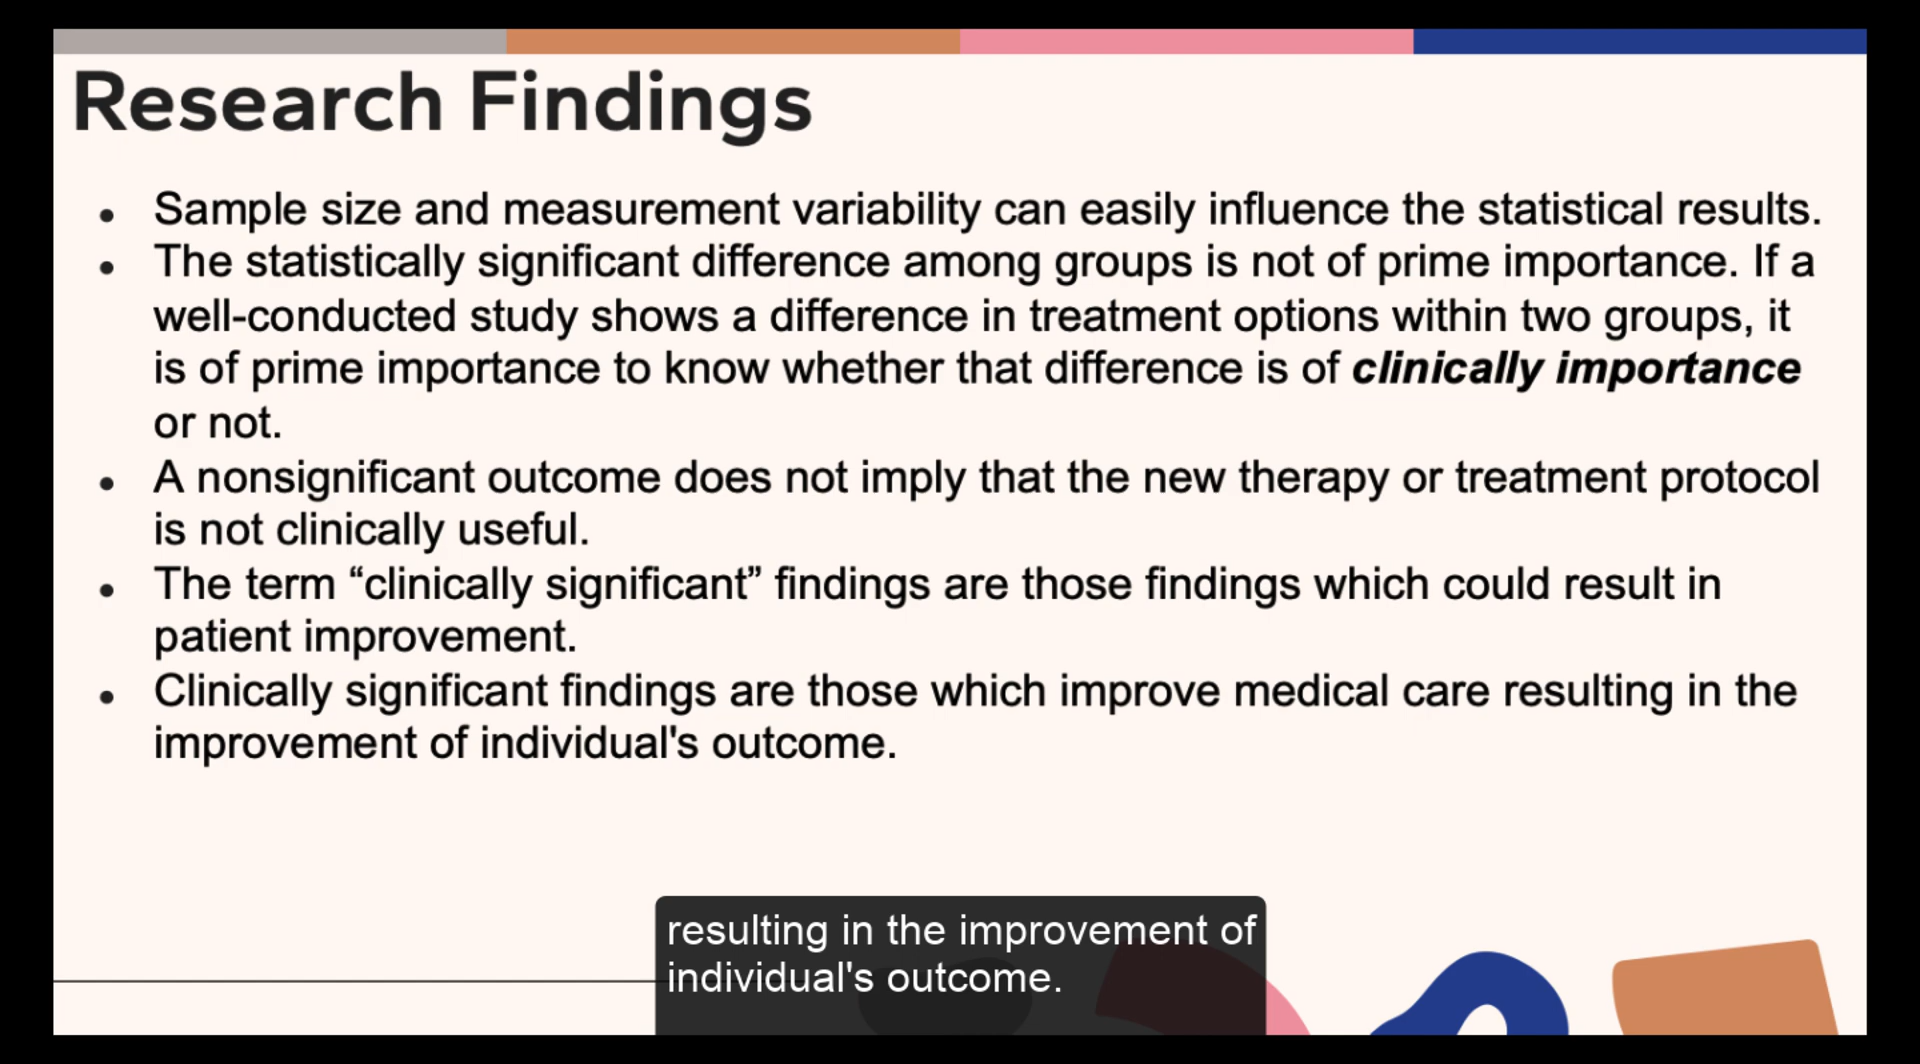 Research Findings
• Sample size and measurement variability can easily influence the statistical results.
• The statistically significant difference among groups is not of prime importance. If a
well-conducted study shows a difference in treatment options within two groups, it
is of prime importance to know whether that difference is of clinically importance
or not.
• A nonsignificant outcome does not imply that the new therapy or treatment protocol
is not clinically useful.
• The term “clinically significant” findings are those findings which could result in
patient improvement.
• Clinically significant findings are those which improve medical care resulting in the
improvement of individual's outcome.
resulting in the improvement of
individual's outcome.